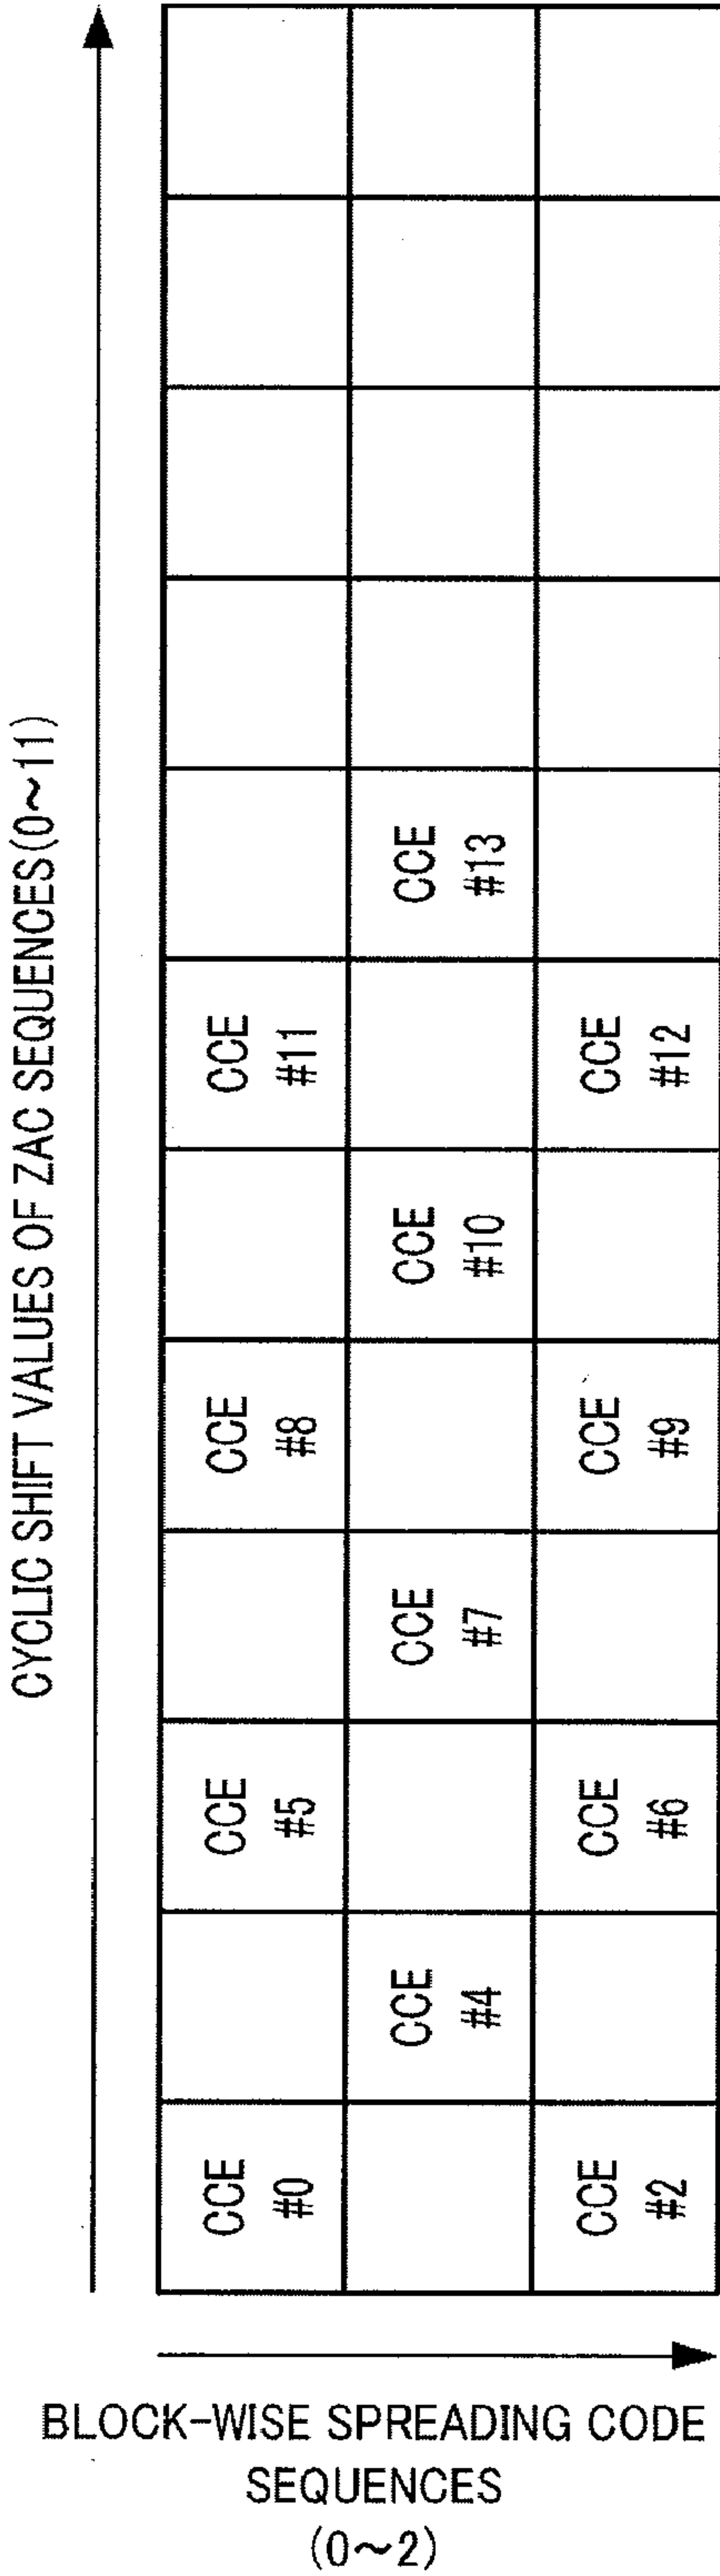 CYCLIC SHIFT VALUES OF ZAC SEQUENCES(0~11)
CCE
#11
CCE
#13
CCE
#12
CCE
#10
CCE
#8
CCE
#9
CCE
#7
CCE
#5
CCE
#6
CCE
#4
CCE
#0
CCE
#2
BLOCK-WISE SPREADING CODE
SEQUENCES
(0~2)